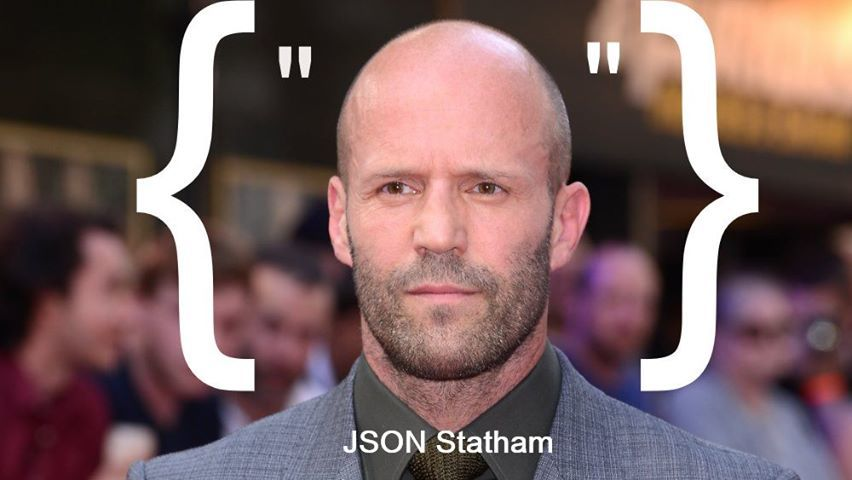 { " " }
JSON Statham